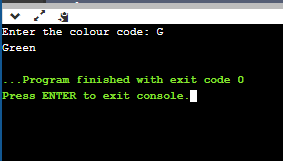 Enter the colour code: G
Green
...Program finished with exit code 0
Press ENTER to exit console.